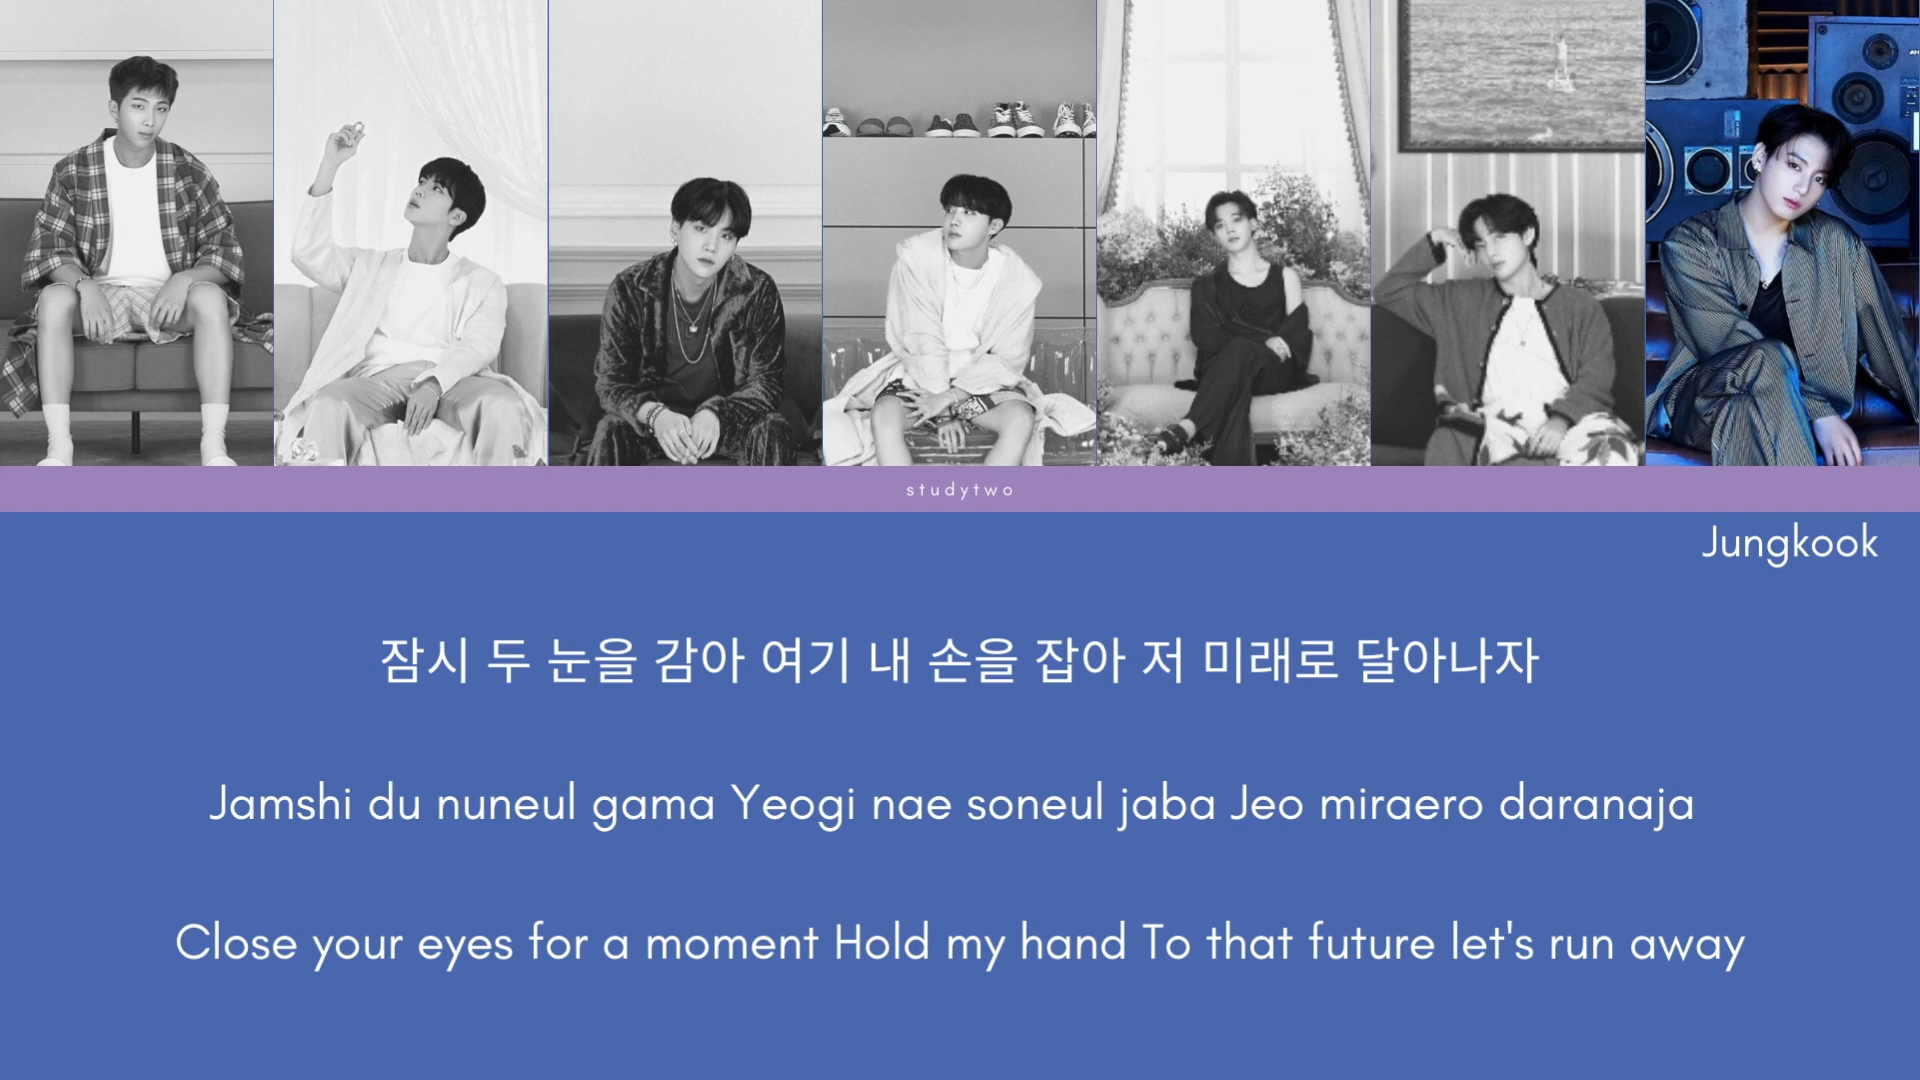 studytwo
Jungkook
잠시 두 눈을 감아 여기 내 손을 잡아 저 미래로 달아나자
Jamshi du nuneul gama Yeogi nae soneul jaba Jeo miraero daranaja
Close your eyes for a moment Hold my hand To that future let's run away